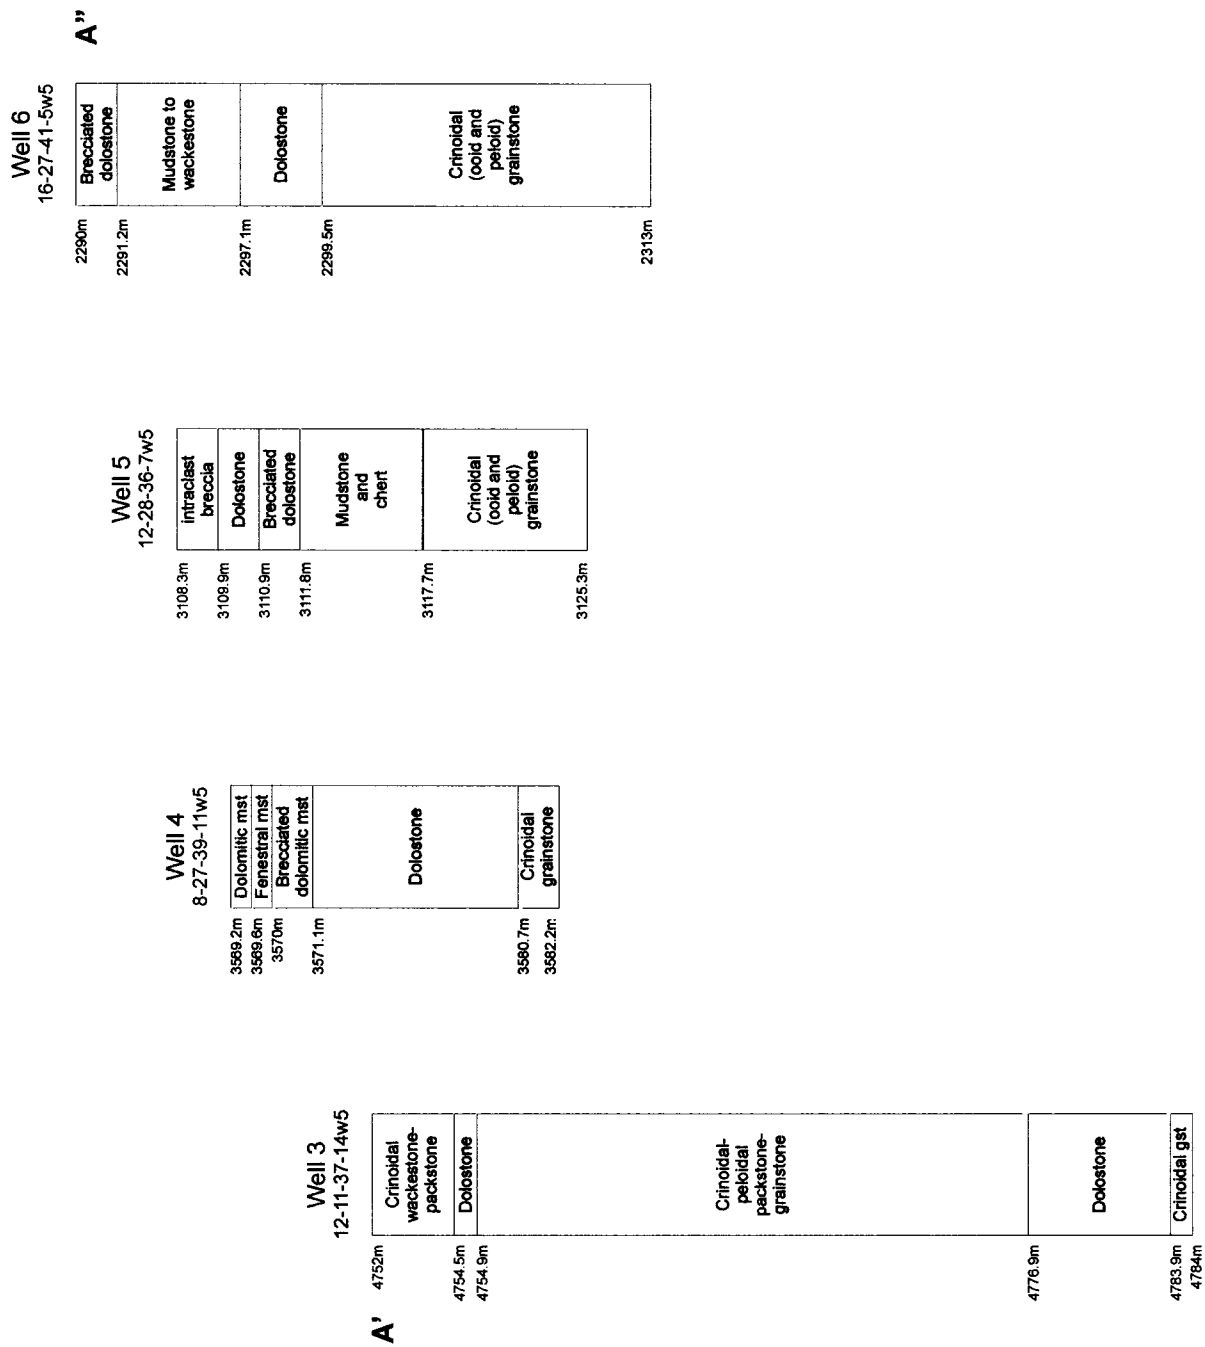 A'
Well 3
12-11-37-14w5
4752m
Crinoidal
wackestone-
packstone
4754.5m
Dolostone
4754.9m
Crinoidal-
peloidal
packstone-
grainstone
4776.9m
Dolostone
4783.9m
Crinoidal gst
4784m
Well 4
8-27-39-11w5
3569.2m
Dolomitic mst
3569.6m
Fenestral mst
3570m
Brecciated
dolomitic mst
3571.1m
Dolostone
3580.7m
Crinoidal
grainstone
3582.2m
Well 5
12-28-36-7w5
3108.3m
intraclast
breccia
3109.9m
Dolostone
3110.9m
Brecciated
dolostone
3111.8m
Mudstone
and
chert
3117.7m
Crinoidal
(ooid and
peloid)
grainstone
3125.3m
Well 6
16-27-41-5w5
2290m
Brecciated
dolostone
2291.2m
Mudstone to
wackestone
2297.1m
Dolostone
2299.5m
Crinoidal
(ooid and
peloid)
grainstone
2313m
A"